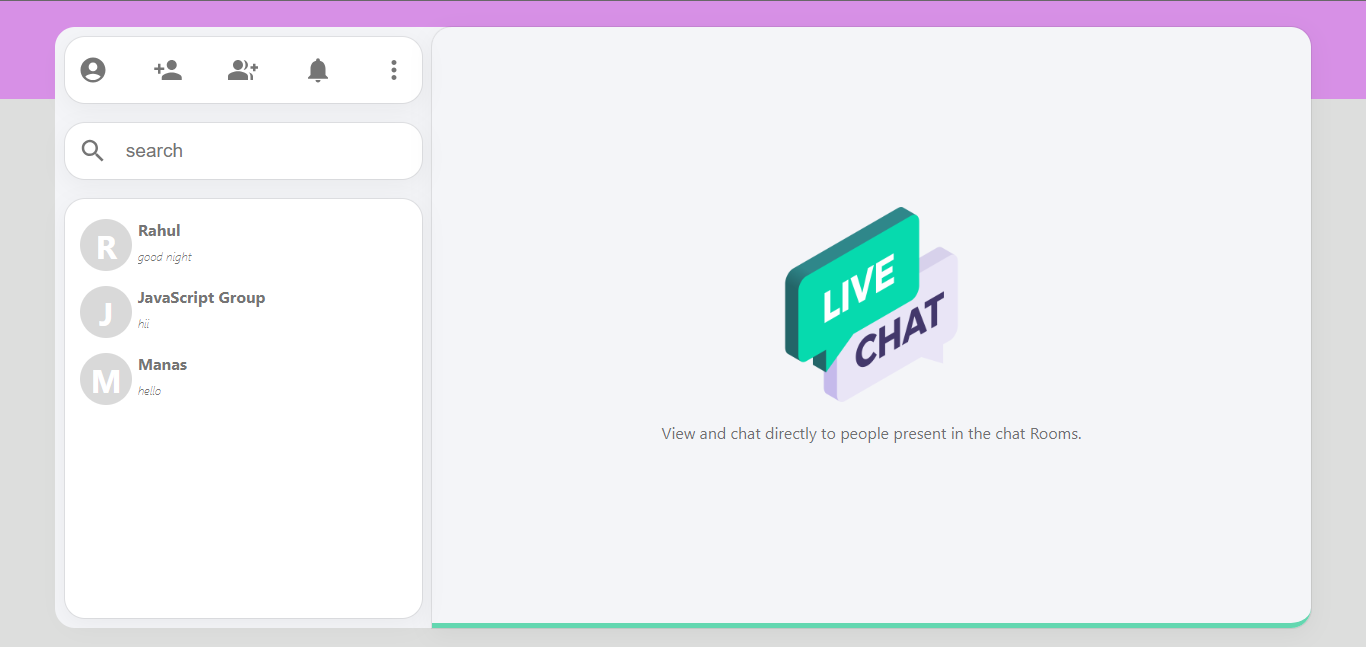 search
R
Rahul
good night
J
JavaScript Group
hii
M
Manas
hello
LIVE
CHAT
View and chat directly to people present in the chat Rooms.